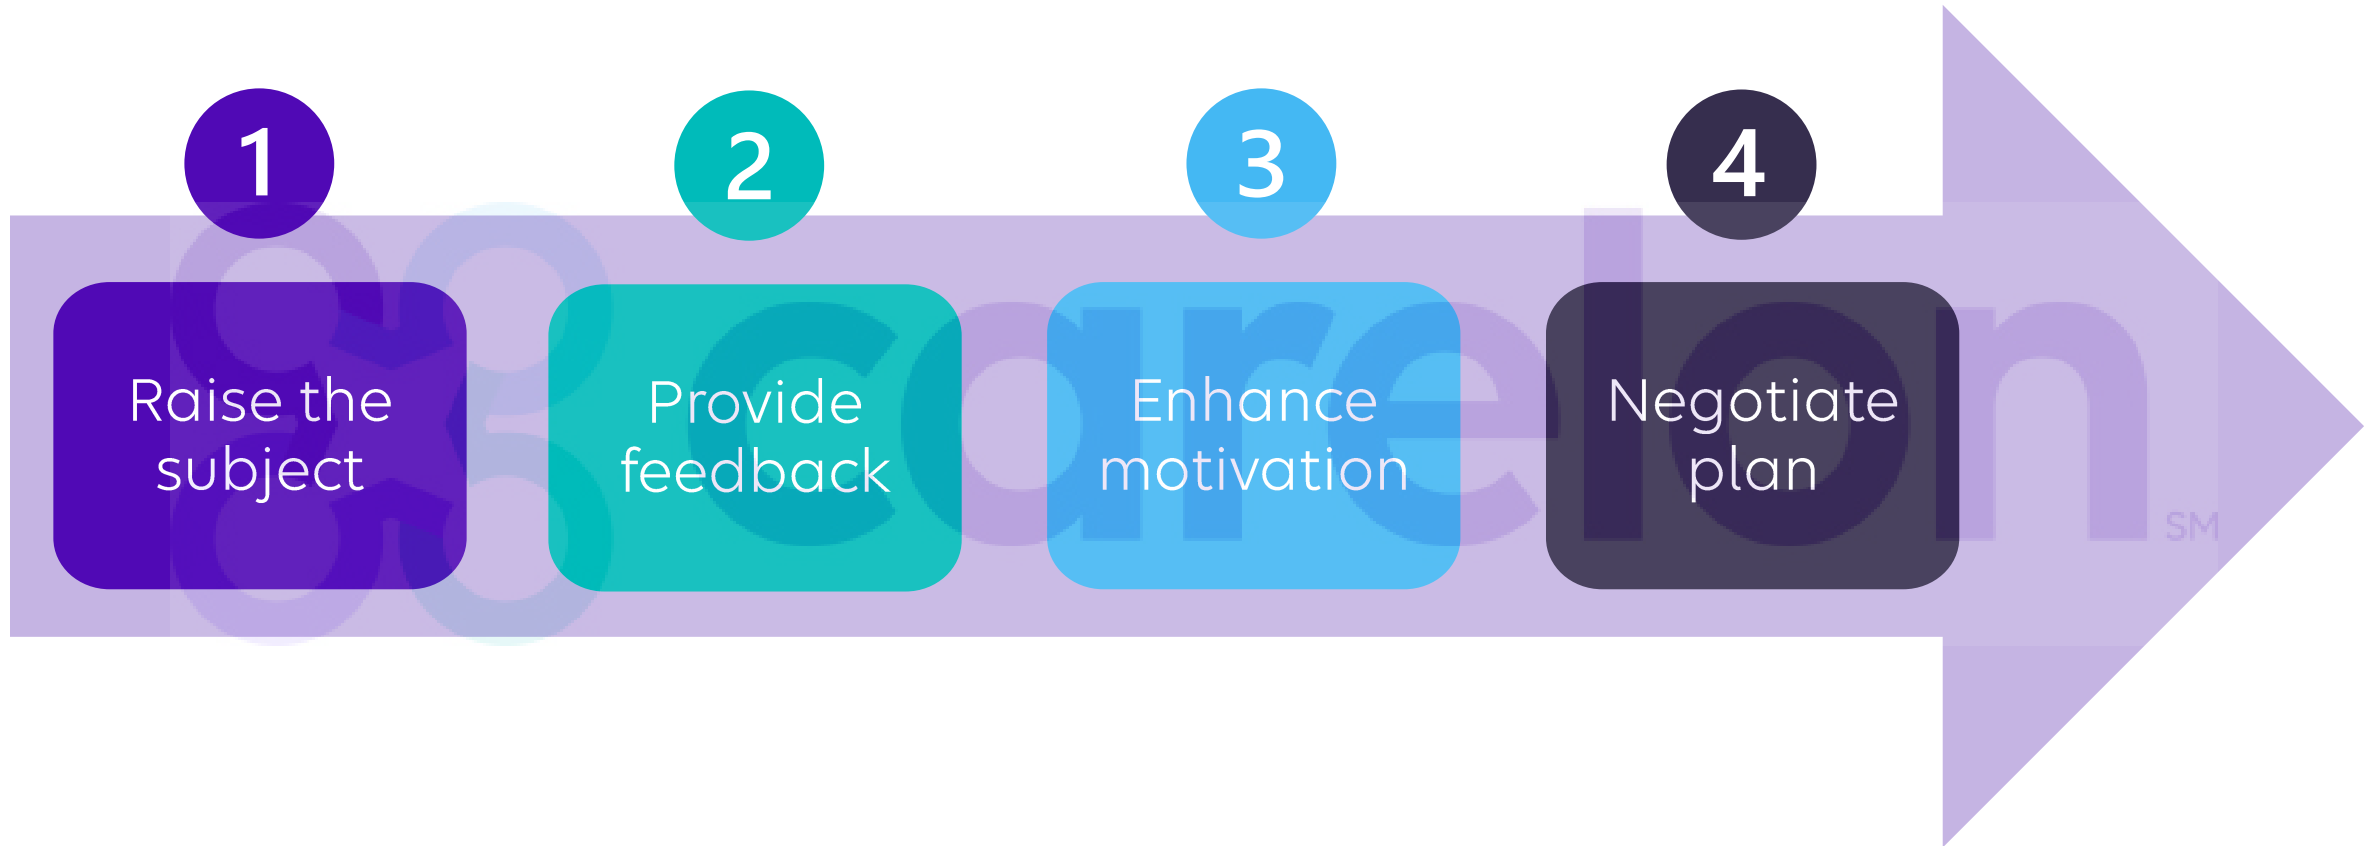 1
Raise the
subject
2
Provide
feedback
3
Enhance
motivation
4
Negotiate
plan
carelon
SM